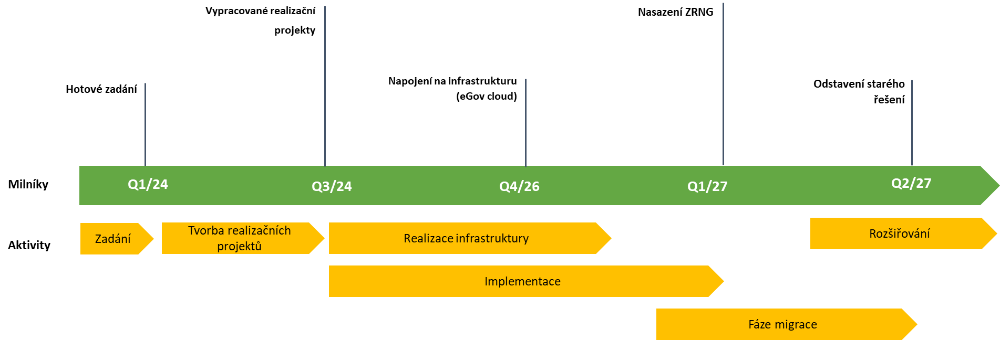 Vypracované realizační
projekty
Nasazení ZRNG
Hotové zadání
Napojení na infrastrukturu
(eGov cloud)
Odstavení starého
řešení
Milníky
Q1/24
Q3/24
Q4/26
Q1/27
Q2/27
Aktivity
Zadání
Tvorba realizačních
projektů
Realizace infrastruktury
Rozšiřování
Implementace
Fáze migrace